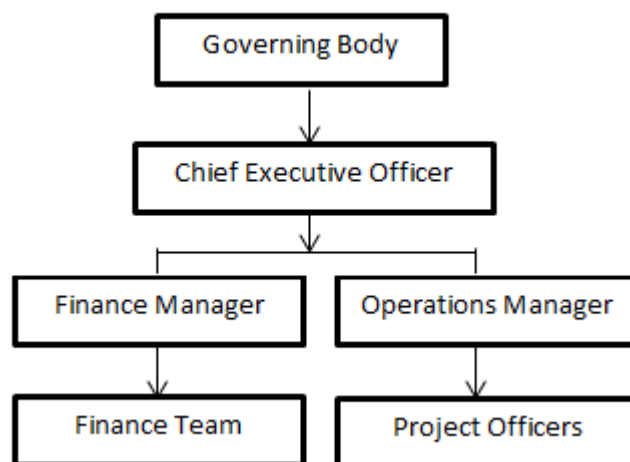 Governing Body
Chief Executive Officer
Finance Manager
Operations Manager
Finance Team
Project Officers